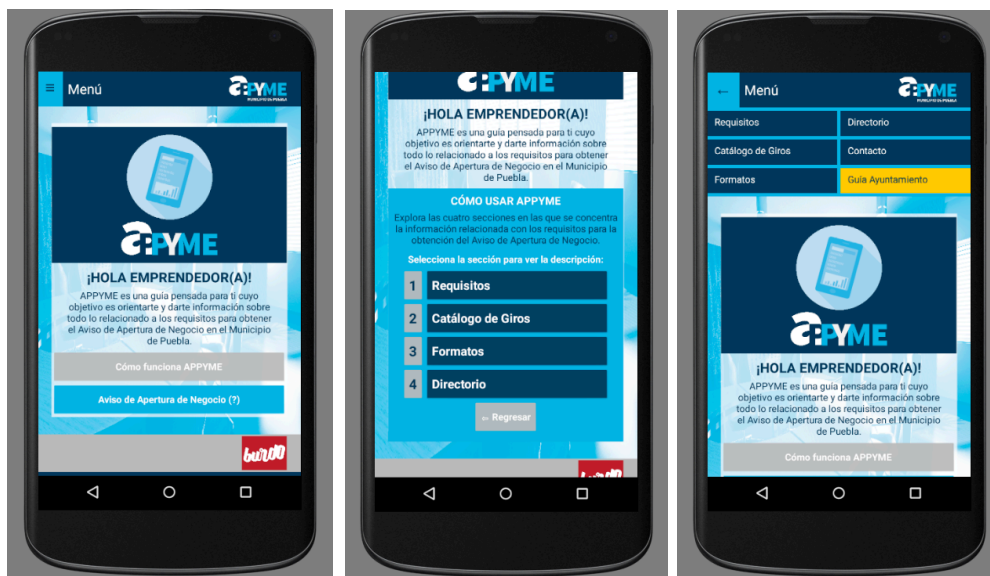 ≡ Menú
aPPYME
MUNICIPIO DE PUEBLA
aPPYME
¡HOLA EMPRENDEDOR(A)!
APPYME es una guía pensada para ti cuyo
objetivo es orientarte y darte información sobre
todo lo relacionado a los requisitos para obtener
el Aviso de Apertura de Negocio en el Municipio
de Puebla.
Cómo funciona APPYME
Aviso de Apertura de Negocio (?)
burdo
aPPYME
¡HOLA EMPRENDEDOR(A)!
APPYME es una guía pensada para ti cuyo
objetivo es orientarte y darte información sobre
todo lo relacionado a los requisitos para obtener
el Aviso de Apertura de Negocio en el Municipio
de Puebla.
CÓMO USAR APPYME
Explora las cuatro secciones en las que se concentra
la información relacionada con los requisitos para la
obtención del Aviso de Apertura de Negocio.
Selecciona la sección para ver la descripción:
1 Requisitos
2 Catálogo de Giros
3 Formatos
4 Directorio
← Regresar
← Menú
aPPYME
MUNICIPIO DE PUEBLA
Requisitos Directorio
Catálogo de Giros Contacto
Formatos Guía Ayuntamiento
aPPYME
¡HOLA EMPRENDEDOR(A)!
APPYME es una guía pensada para ti cuyo
objetivo es orientarte y darte información sobre
todo lo relacionado a los requisitos para obtener
el Aviso de Apertura de Negocio en el Municipio
de Puebla.
Cómo funciona APPYME